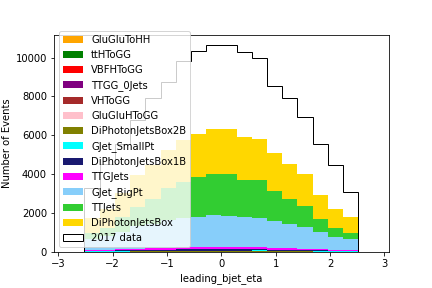 GluGluToHH
ttHToGG
VBFHToGG
TTGG_0Jets
VHToGG
GluGluHToGG
DiPhotonJetsBox2B
GJet_SmallPt
DiPhotonJetsBox1B
TTGJets
GJet_BigPt
TTJets
DiPhotonJetsBox
2017 data
Number of Events
10000
8000
6000
4000
2000
0
−3 −2 −1 0 1 2 3
leading_bjet_eta